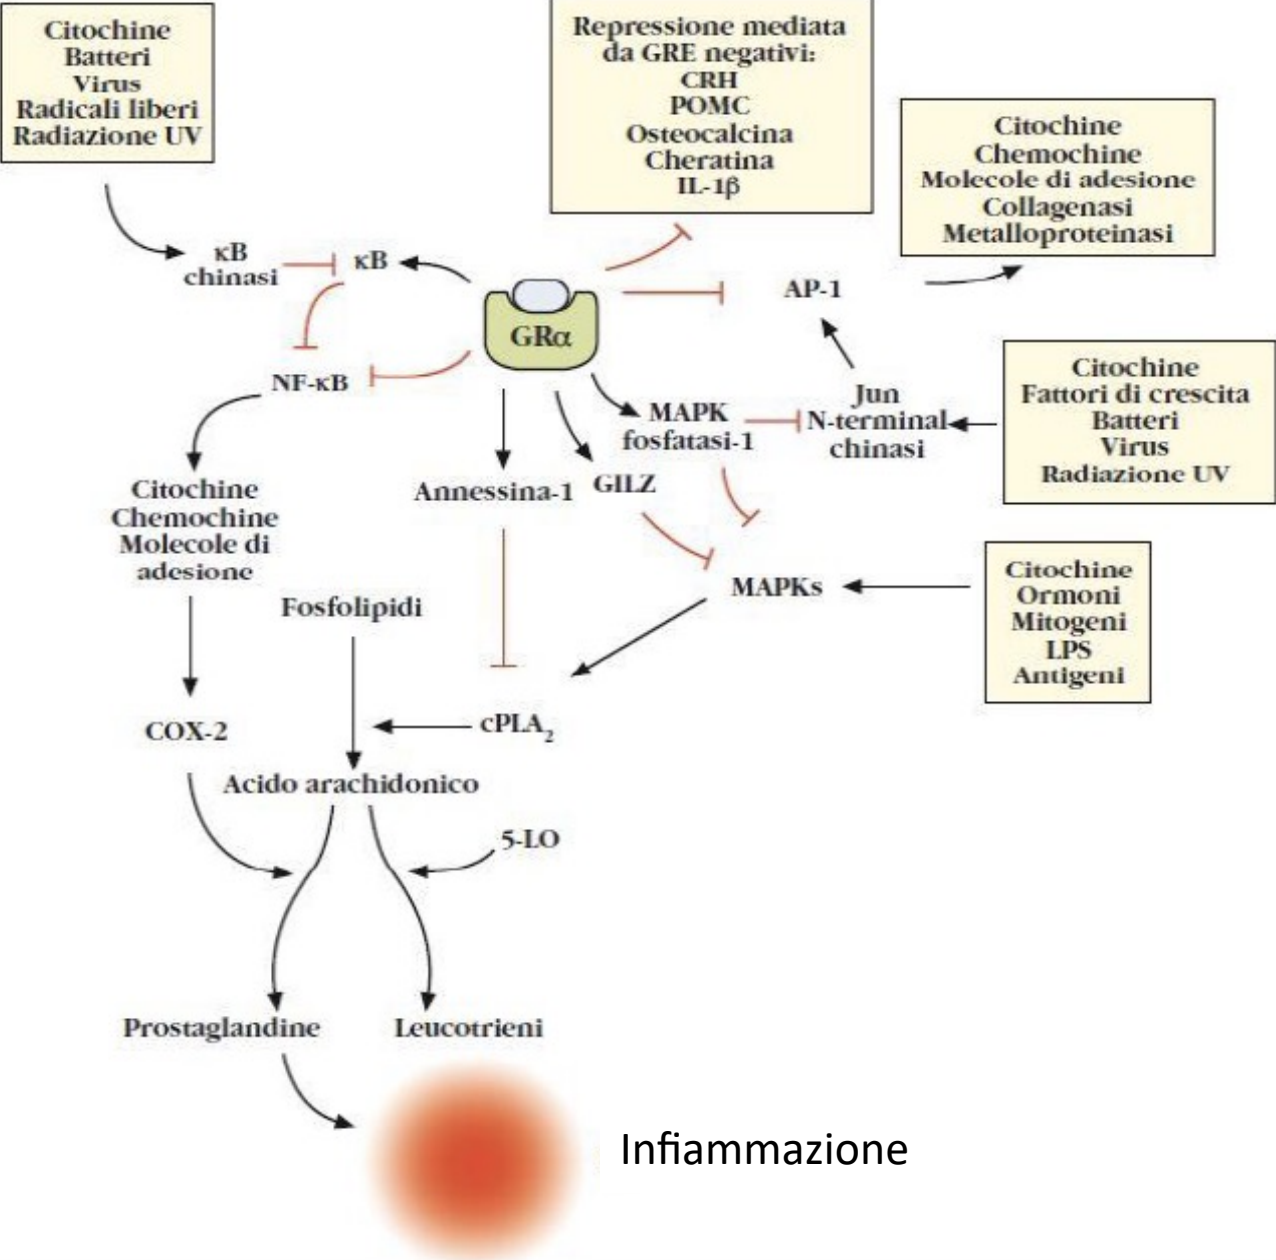 Citochine
Batteri
Virus
Radicali liberi
Radiazione UV
Repressione mediata
da GRE negativi:
CRH
POMC
Osteocalcina
Cheratina
IL-1β
Citochine
Chemochine
Molecole di adesione
Collagenasi
Metalloproteinasi
κB
chinasi
κB
GRα
AP-1
NF-κB
MAPK
fosfatasi-1
Jun
N-terminal
chinasi
Citochine
Fattori di crescita
Batteri
Virus
Radiazione UV
Citochine
Chemochine
Molecole di
adesione
Annessina-1
GILZ
MAPKs
Citochine
Ormoni
Mitogeni
LPS
Antigeni
Fosfolipidi
COX-2
cPLA₂
Acido arachidonico
5-LO
Prostaglandine
Leucotrieni
Infiammazione